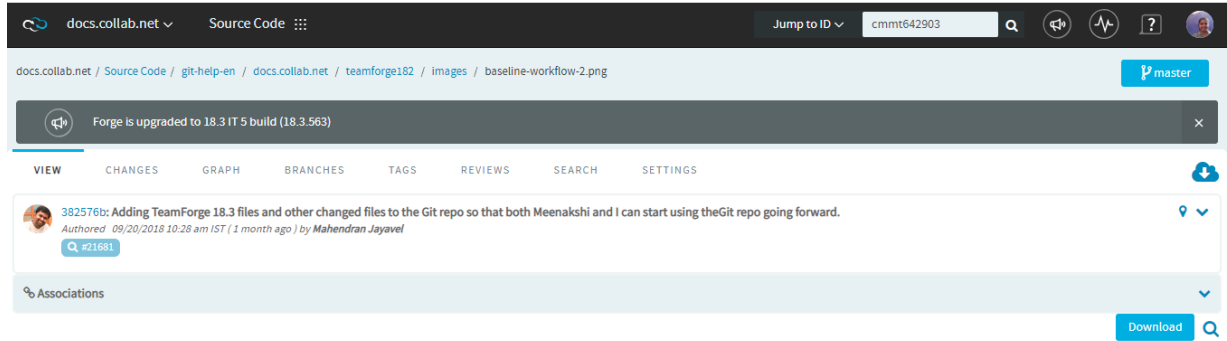 docs.collab.net Source Code Jump to ID cmmt642903 ?
docs.collab.net / Source Code / git-help-en / docs.collab.net / teamforge182 / images / baseline-workflow-2.png master
Forge is upgraded to 18.3 IT 5 build (18.3.563) ×
VIEW CHANGES GRAPH BRANCHES TAGS REVIEWS SEARCH SETTINGS
382576b: Adding TeamForge 18.3 files and other changed files to the Git repo so that both Meenakshi and I can start using theGit repo going forward.
Authored 09/20/2018 10:28 am IST ( 1 month ago ) by Mahendran Jayavel
#21681
Associations
Download